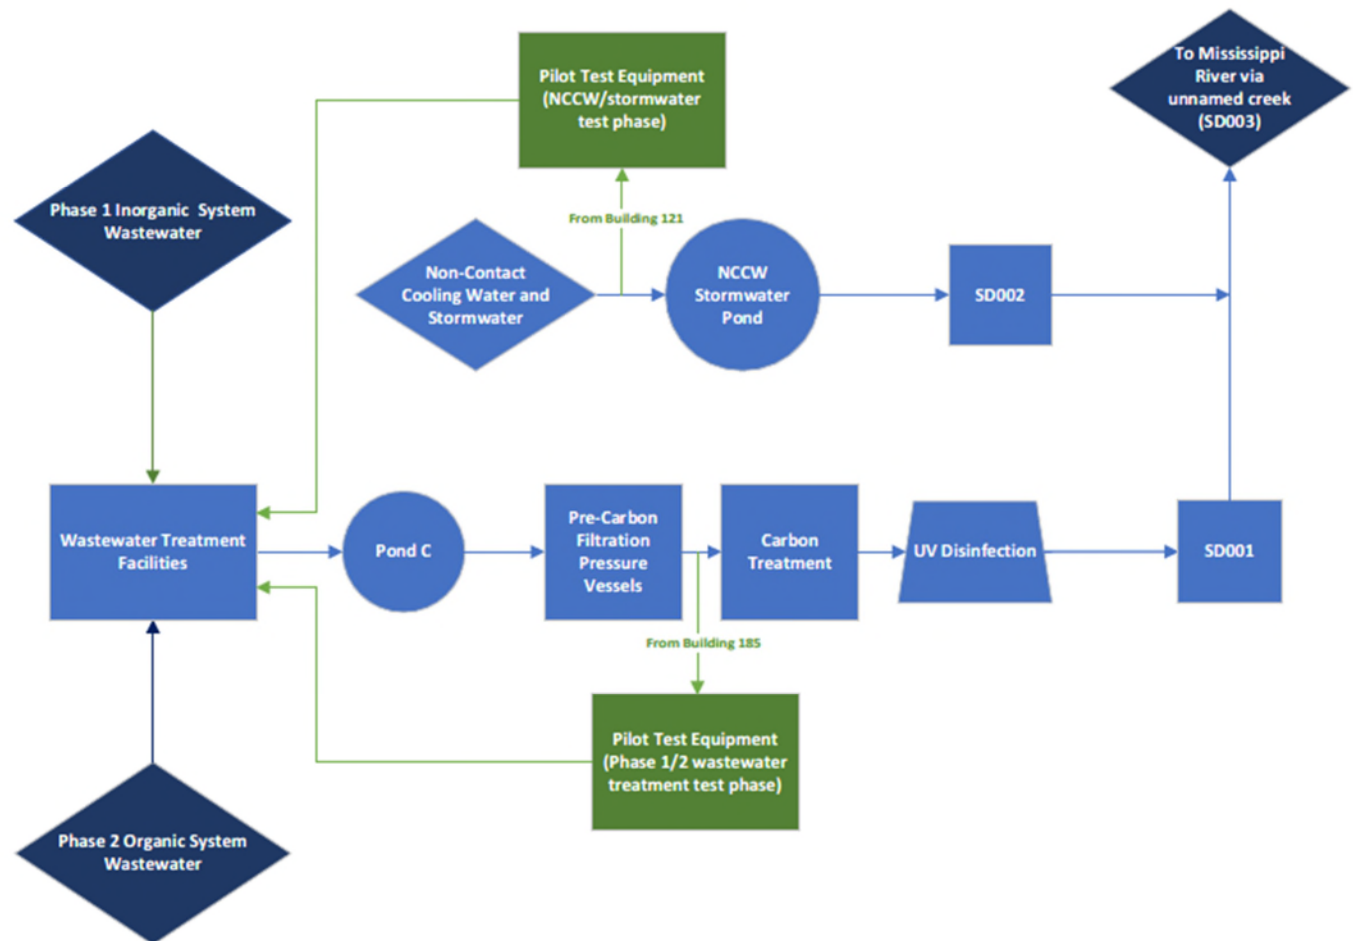 To Mississippi
River via
unnamed creek
(SD003)
Pilot Test Equipment
(NCCW/stormwater
test phase)
Phase 1 Inorganic System
Wastewater
From Building 121
Non-Contact
Cooling Water and
Stormwater
NCCW
Stormwater
Pond
SD002
Wastewater Treatment
Facilities
Pond C
Pre-Carbon
Filtration
Pressure
Vessels
Carbon
Treatment
UV Disinfection
SD001
From Building 185
Pilot Test Equipment
(Phase 1/2 wastewater
treatment test phase)
Phase 2 Organic System
Wastewater